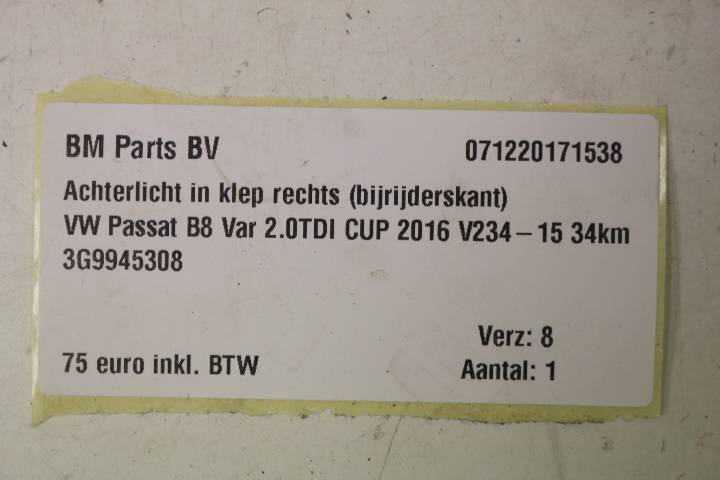 BM Parts BV 071220171538
Achterlicht in klep rechts (bijrijderskant)
VW Passat B8 Var 2.0TDI CUP 2016 V234-15 34km
3G9945308
Verz: 8
75 euro inkl. BTW Aantal: 1